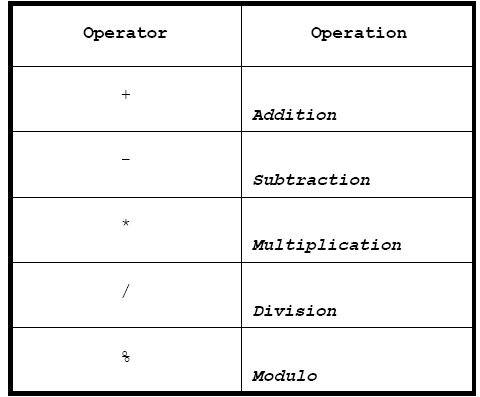 Operator Operation
+
Addition
-
Subtraction
*
Multiplication
/
Division
%
Modulo